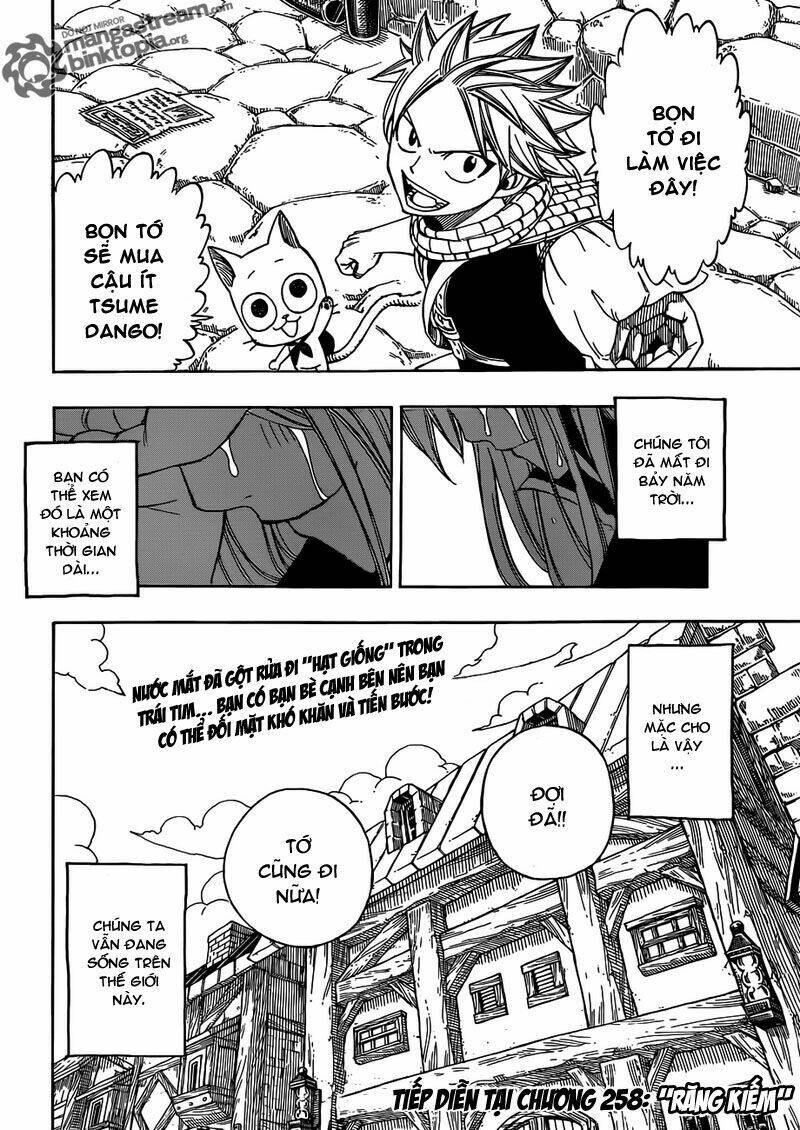 DO NOT MIRROR
mangastream.com
binktopia.org
BỌN
TỚ ĐI
LÀM VIỆC
ĐÂY!
BỌN TỚ
SẼ MUA
CẬU ÍT
TSUME
DANGO!
CHÚNG TÔI
ĐÃ MẤT ĐI
BẢY NĂM
TRỜI...
BẠN CÓ
THỂ XEM
ĐÓ LÀ MỘT
KHOẢNG
THỜI GIAN
DÀI...
NƯỚC MẮT ĐÃ GỘT RỬA ĐI "HẠT GIỐNG" TRONG
TRÁI TIM... BẠN CÓ BẠN BÈ CẠNH BÊN NÊN BẠN
CÓ THỂ ĐỐI MẶT KHÓ KHĂN VÀ TIẾN BƯỚC!
NHƯNG
MẶC CHO
LÀ VẬY
...
ĐỢI
ĐÃ!!
TỚ
CŨNG ĐI
NỮA!
CHÚNG TA
VẪN ĐANG
SỐNG TRÊN
THẾ GIỚI
NÀY.
TIẾP DIỄN TẠI CHƯƠNG 258: "RĂNG KIẾM"